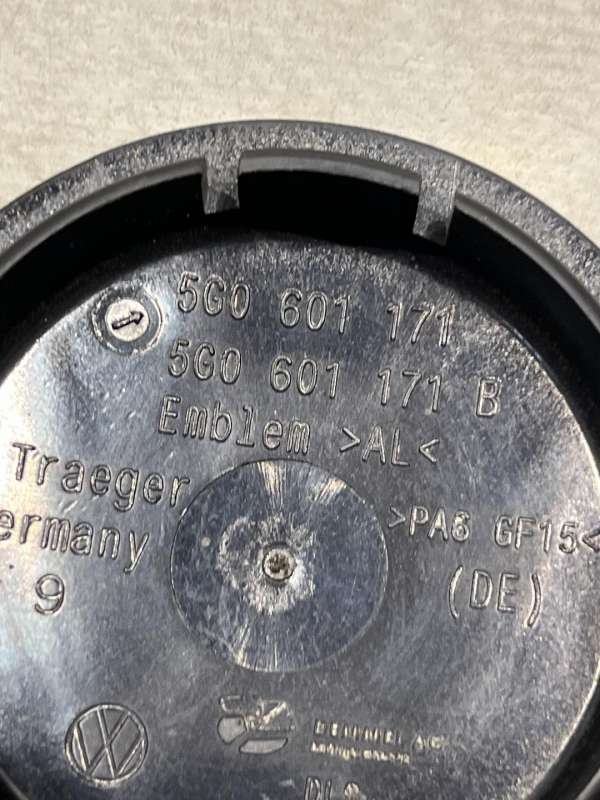 5G0 601 171
5G0 601 171 B
Emblem >AL<
Traeger
ermany
>PA6 GF15<
9
(DE)